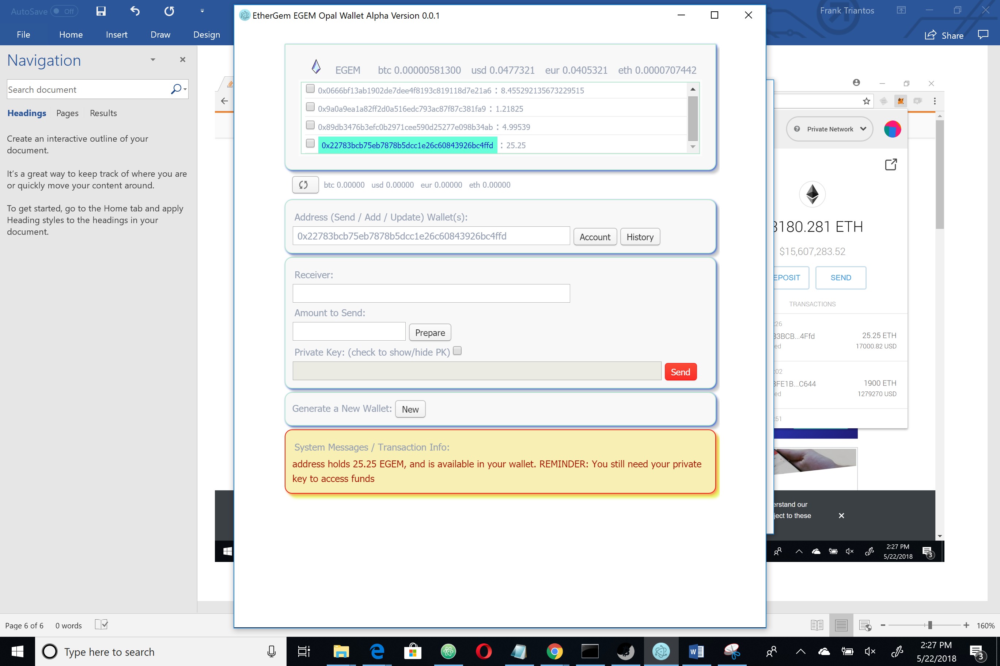 AutoSave Off
Frank Triantos
File Home Insert Draw Design
Share
Navigation
Search document
Headings Pages Results
Create an interactive outline of your
document.
It's a great way to keep track of where you are
or quickly move your content around.
To get started, go to the Home tab and apply
Heading styles to the headings in your
document.
EtherGem EGEM Opal Wallet Alpha Version 0.0.1
EGEM btc 0.00000581300 usd 0.0477321 eur 0.0405321 eth 0.0000707442
0x0666bf13ab1902de7dee4f8193c819118d7e21a6 : 8.455292135673229515
0x9a0a9ea1a82ff2d0a516edc793ac87f87c381fa9 : 1.21825
0x89db3476b3efc0b2971cee590d25277e098b34ab : 4.99539
0x22783bcb75eb7878b5dcc1e26c60843926bc4ffd : 25.25
btc 0.00000 usd 0.00000 eur 0.00000 eth 0.00000
Address (Send / Add / Update) Wallet(s):
0x22783bcb75eb7878b5dcc1e26c60843926bc4ffd Account History
Receiver:
Amount to Send:
Prepare
Private Key: (check to show/hide PK)
Send
Generate a New Wallet: New
System Messages / Transaction Info:
address holds 25.25 EGEM, and is available in your wallet. REMINDER: You still need your private
key to access funds
Private Network
3180.281 ETH
$15,607,283.52
EPOSIT SEND
TRANSACTIONS
:26
33BCB...4Ffd 25.25 ETH
ed 17000.82 USD
:02
3FE1B...C644 1900 ETH
ed 1279270 USD
:51
erstand our
ject to these
2:27 PM
5/22/2018
3
Page 6 of 6 0 words
160%
Type here to search
2:27 PM
5/22/2018
3